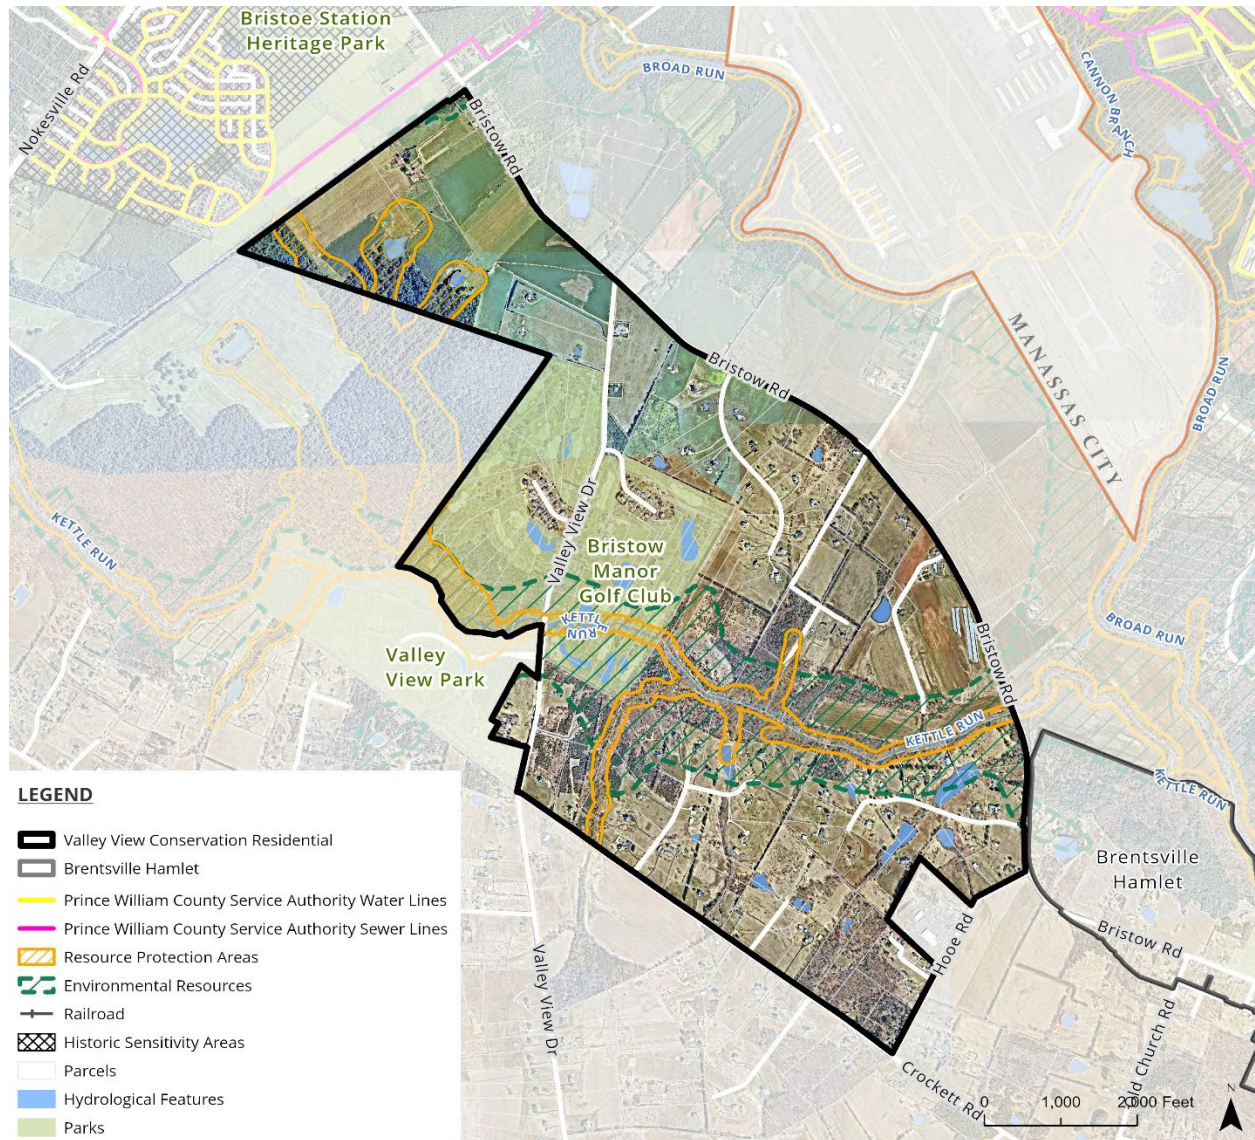 Bristoe Station
Heritage Park
Nokesville Rd
Bristow Rd
BROAD RUN
CANNON BRANCH
MANASSAS CITY
BROAD RUN
Bristow Rd
KETTLE RUN
Valley View Dr
Bristow
Manor
Golf Club
KETTLE
RUN
Valley
View Park
BROAD RUN
Bristow Rd
KETTLE RUN
KETTLE RUN
Brentsville
Hamlet
Bristow Rd
Hooe Rd
Valley View Dr
Old Church Rd
Crockett Rd
LEGEND
Valley View Conservation Residential
Brentsville Hamlet
Prince William County Service Authority Water Lines
Prince William County Service Authority Sewer Lines
Resource Protection Areas
Environmental Resources
Railroad
Historic Sensitivity Areas
Parcels
Hydrological Features
Parks
0 1,000 2,000 Feet
N